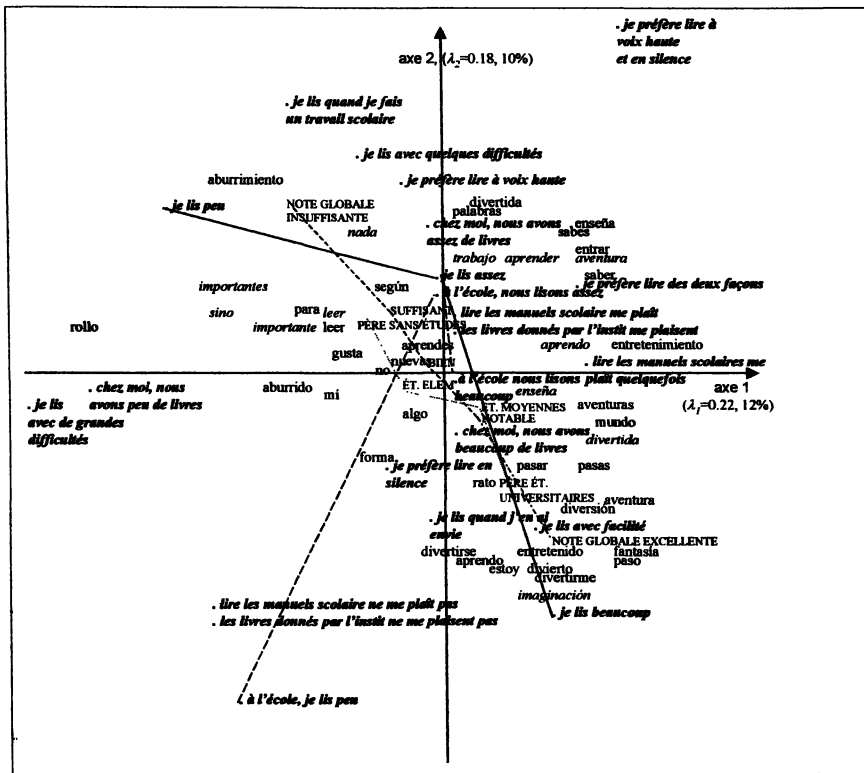 . je préfère lire à
voix haute
et en silence
axe 2, (λ₂=0.18, 10%)
. je lis quand je fais
un travail scolaire
. je lis avec quelques difficultés
aburrimiento
. je préfère lire à voix haute
. je lis peu
NOTE GLOBALE
INSUFFISANTE
divertida
palabras
nada
. chez moi, nous avons
assez de livres
enseña
sabes
entrar
trabajo aprender aventura
je lis assez
saber
. je préfère lire des deux façons
importantes
según
. à l'école, nous lisons assez
sino
para leer
SUFFISANT
. lire les manuels scolaire me plaît
rollo
importante leer
PÈRE SANS ÉTUDES
. les livres donnés par l'instit me plaisent
aprendes
aprendo entretenimiento
gusta
nuevas BIEN
. lire les manuels scolaires me
plaît quelquefois
no
. à l'école nous lisons
beaucoup
axe 1
(λ₁=0.22, 12%)
. chez moi, nous
avons peu de livres
aburrido
mí
ÉT. ELEM
enseña
. je lis
avec de grandes
difficultés
algo
ÉT. MOYENNES
NOTABLE
aventuras
mundo
. chez moi, nous avons
beaucoup de livres
divertida
forma
. je préfère lire en
silence
pasar pasas
rato PÈRE ÉT.
UNIVERSITAIRES
aventura
diversión
. je lis quand j'en ai
envie
. je lis avec facilité
NOTE GLOBALE EXCELLENTE
divertirse entretenido fantasía
aprendo
estoy divierto
paso
divertirme
imaginación
. lire les manuels scolaire ne me plaît pas
. les livres donnés par l'instit ne me plaisent pas
. je lis beaucoup
. à l'école, je lis peu